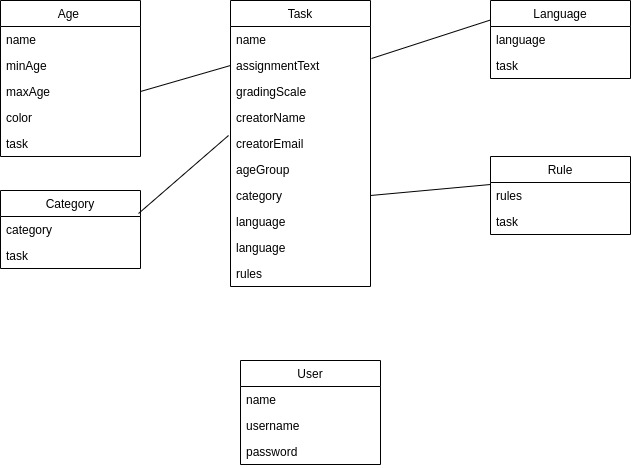 Age
name
minAge
maxAge
color
task
Category
category
task
Task
name
assignmentText
gradingScale
creatorName
creatorEmail
ageGroup
category
language
language
rules
Language
language
task
Rule
rules
task
User
name
username
password